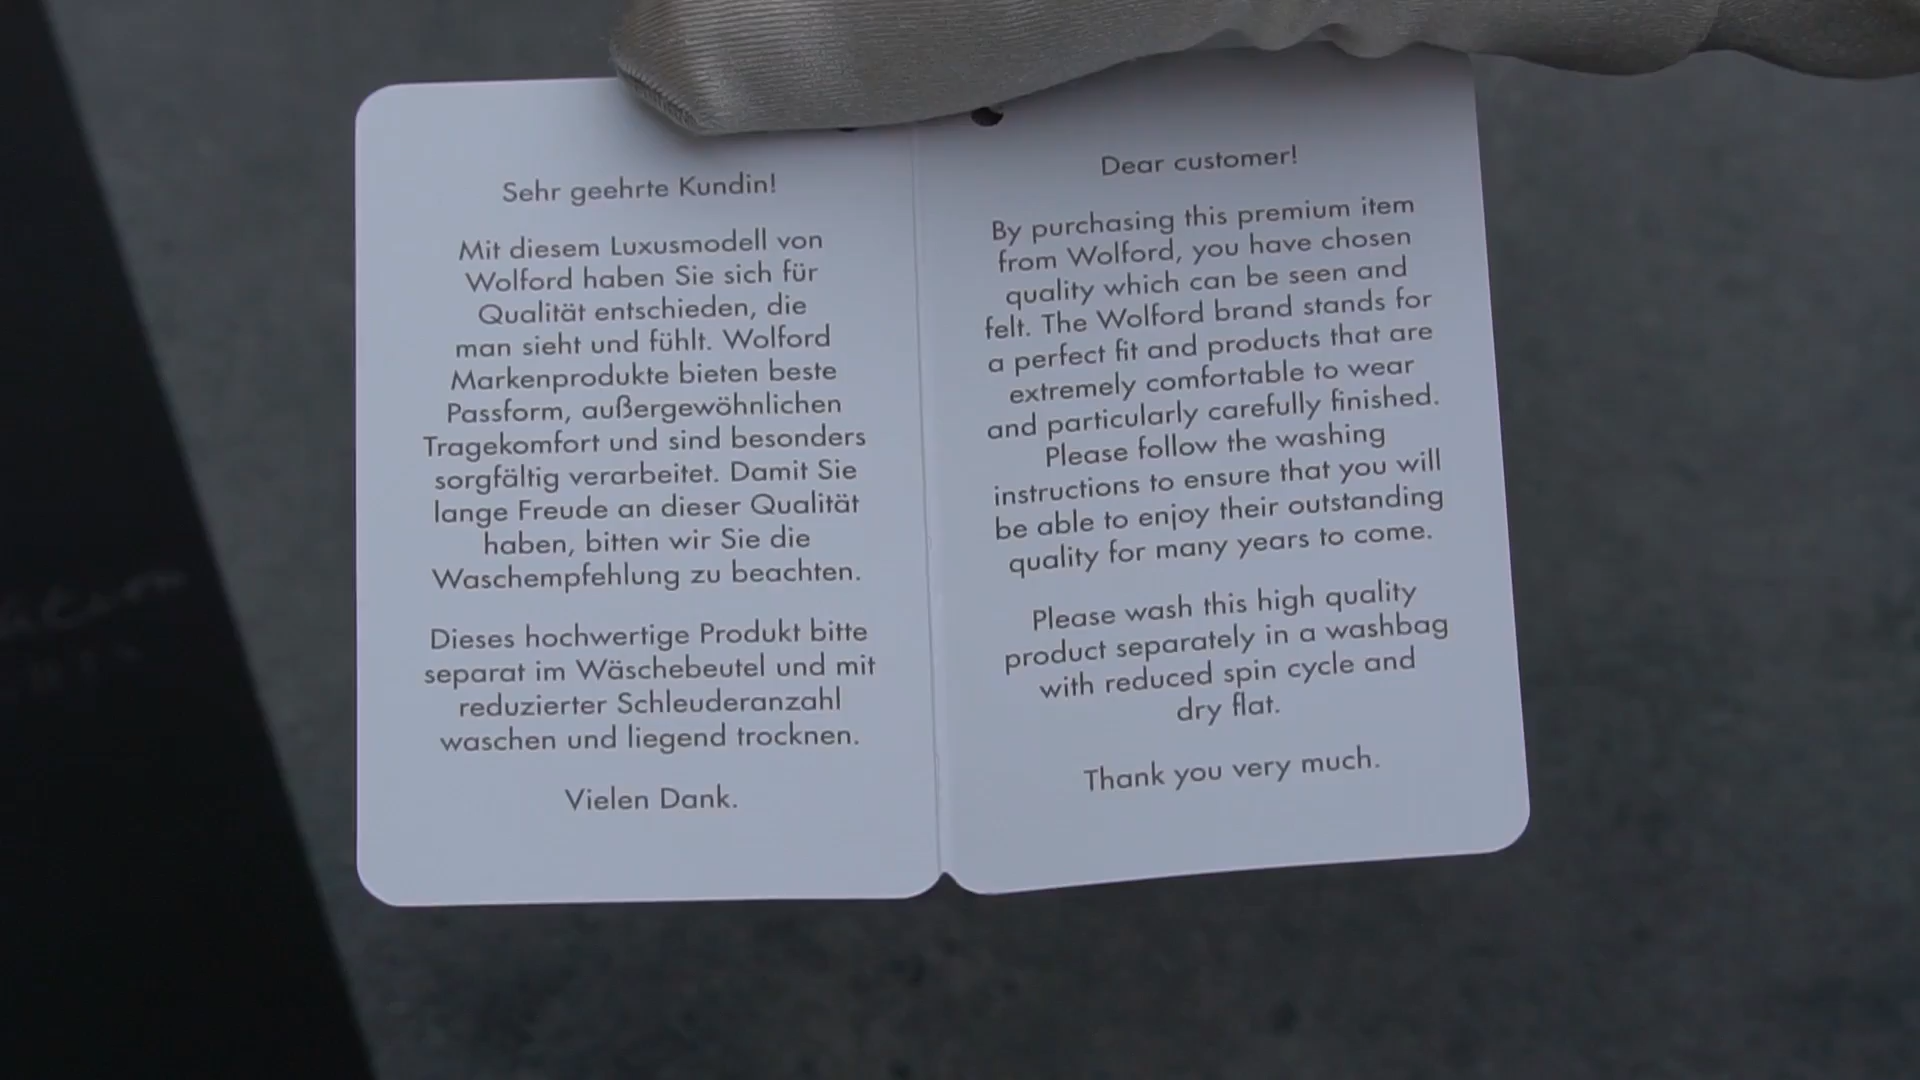 Sehr geehrte Kundin!
Mit diesem Luxusmodell von
Wolford haben Sie sich für
Qualität entschieden, die
man sieht und fühlt. Wolford
Markenprodukte bieten beste
Passform, außergewöhnlichen
Tragekomfort und sind besonders
sorgfältig verarbeitet. Damit Sie
lange Freude an dieser Qualität
haben, bitten wir Sie die
Waschempfehlung zu beachten.
Dieses hochwertige Produkt bitte
separat im Wäschebeutel und mit
reduzierter Schleuderanzahl
waschen und liegend trocknen.
Vielen Dank.
Dear customer!
By purchasing this premium item
from Wolford, you have chosen
quality which can be seen and
felt. The Wolford brand stands for
a perfect fit and products that are
extremely comfortable to wear
and particularly carefully finished.
Please follow the washing
instructions to ensure that you will
be able to enjoy their outstanding
quality for many years to come.
Please wash this high quality
product separately in a washbag
with reduced spin cycle and
dry flat.
Thank you very much.